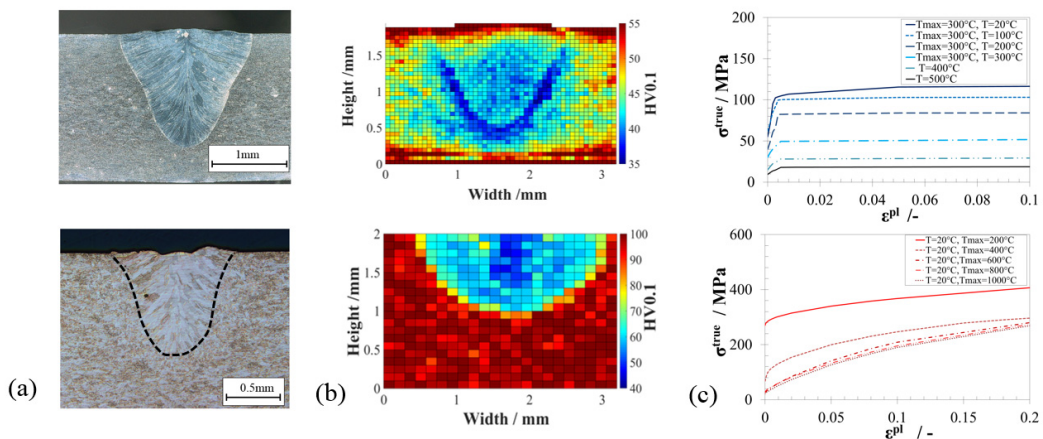 1mm
Height /mm
2
1.5
1
0.5
0
0
1
2
3
Width/mm
55
50
45
40
35
HV0.1
σtrue / MPa
200
150
100
50
0
0
0.02
0.04
0.06
0.08
0.1
εpl /-
Tmax=300°C, T=20°C
Tmax=300°C, T=100°C
Tmax=300°C, T=200°C
Tmax=300°C, T=300°C
T=400°C
T=500°C
(a)
0.5mm
(b)
Height /mm
2
1.5
1
0.5
0
0
1
2
3
Width / mm
100
90
80
70
60
50
40
HV0.1
(c)
σtrue / MPa
600
400
200
0
0
0.05
0.1
0.15
0.2
εpl /-
T=20°C, Tmax=200°C
T=20°C, Tmax=400°C
T=20°C,Tmax=600°C
T=20°C, Tmax=800°C
T=20°C,Tmax=1000°C